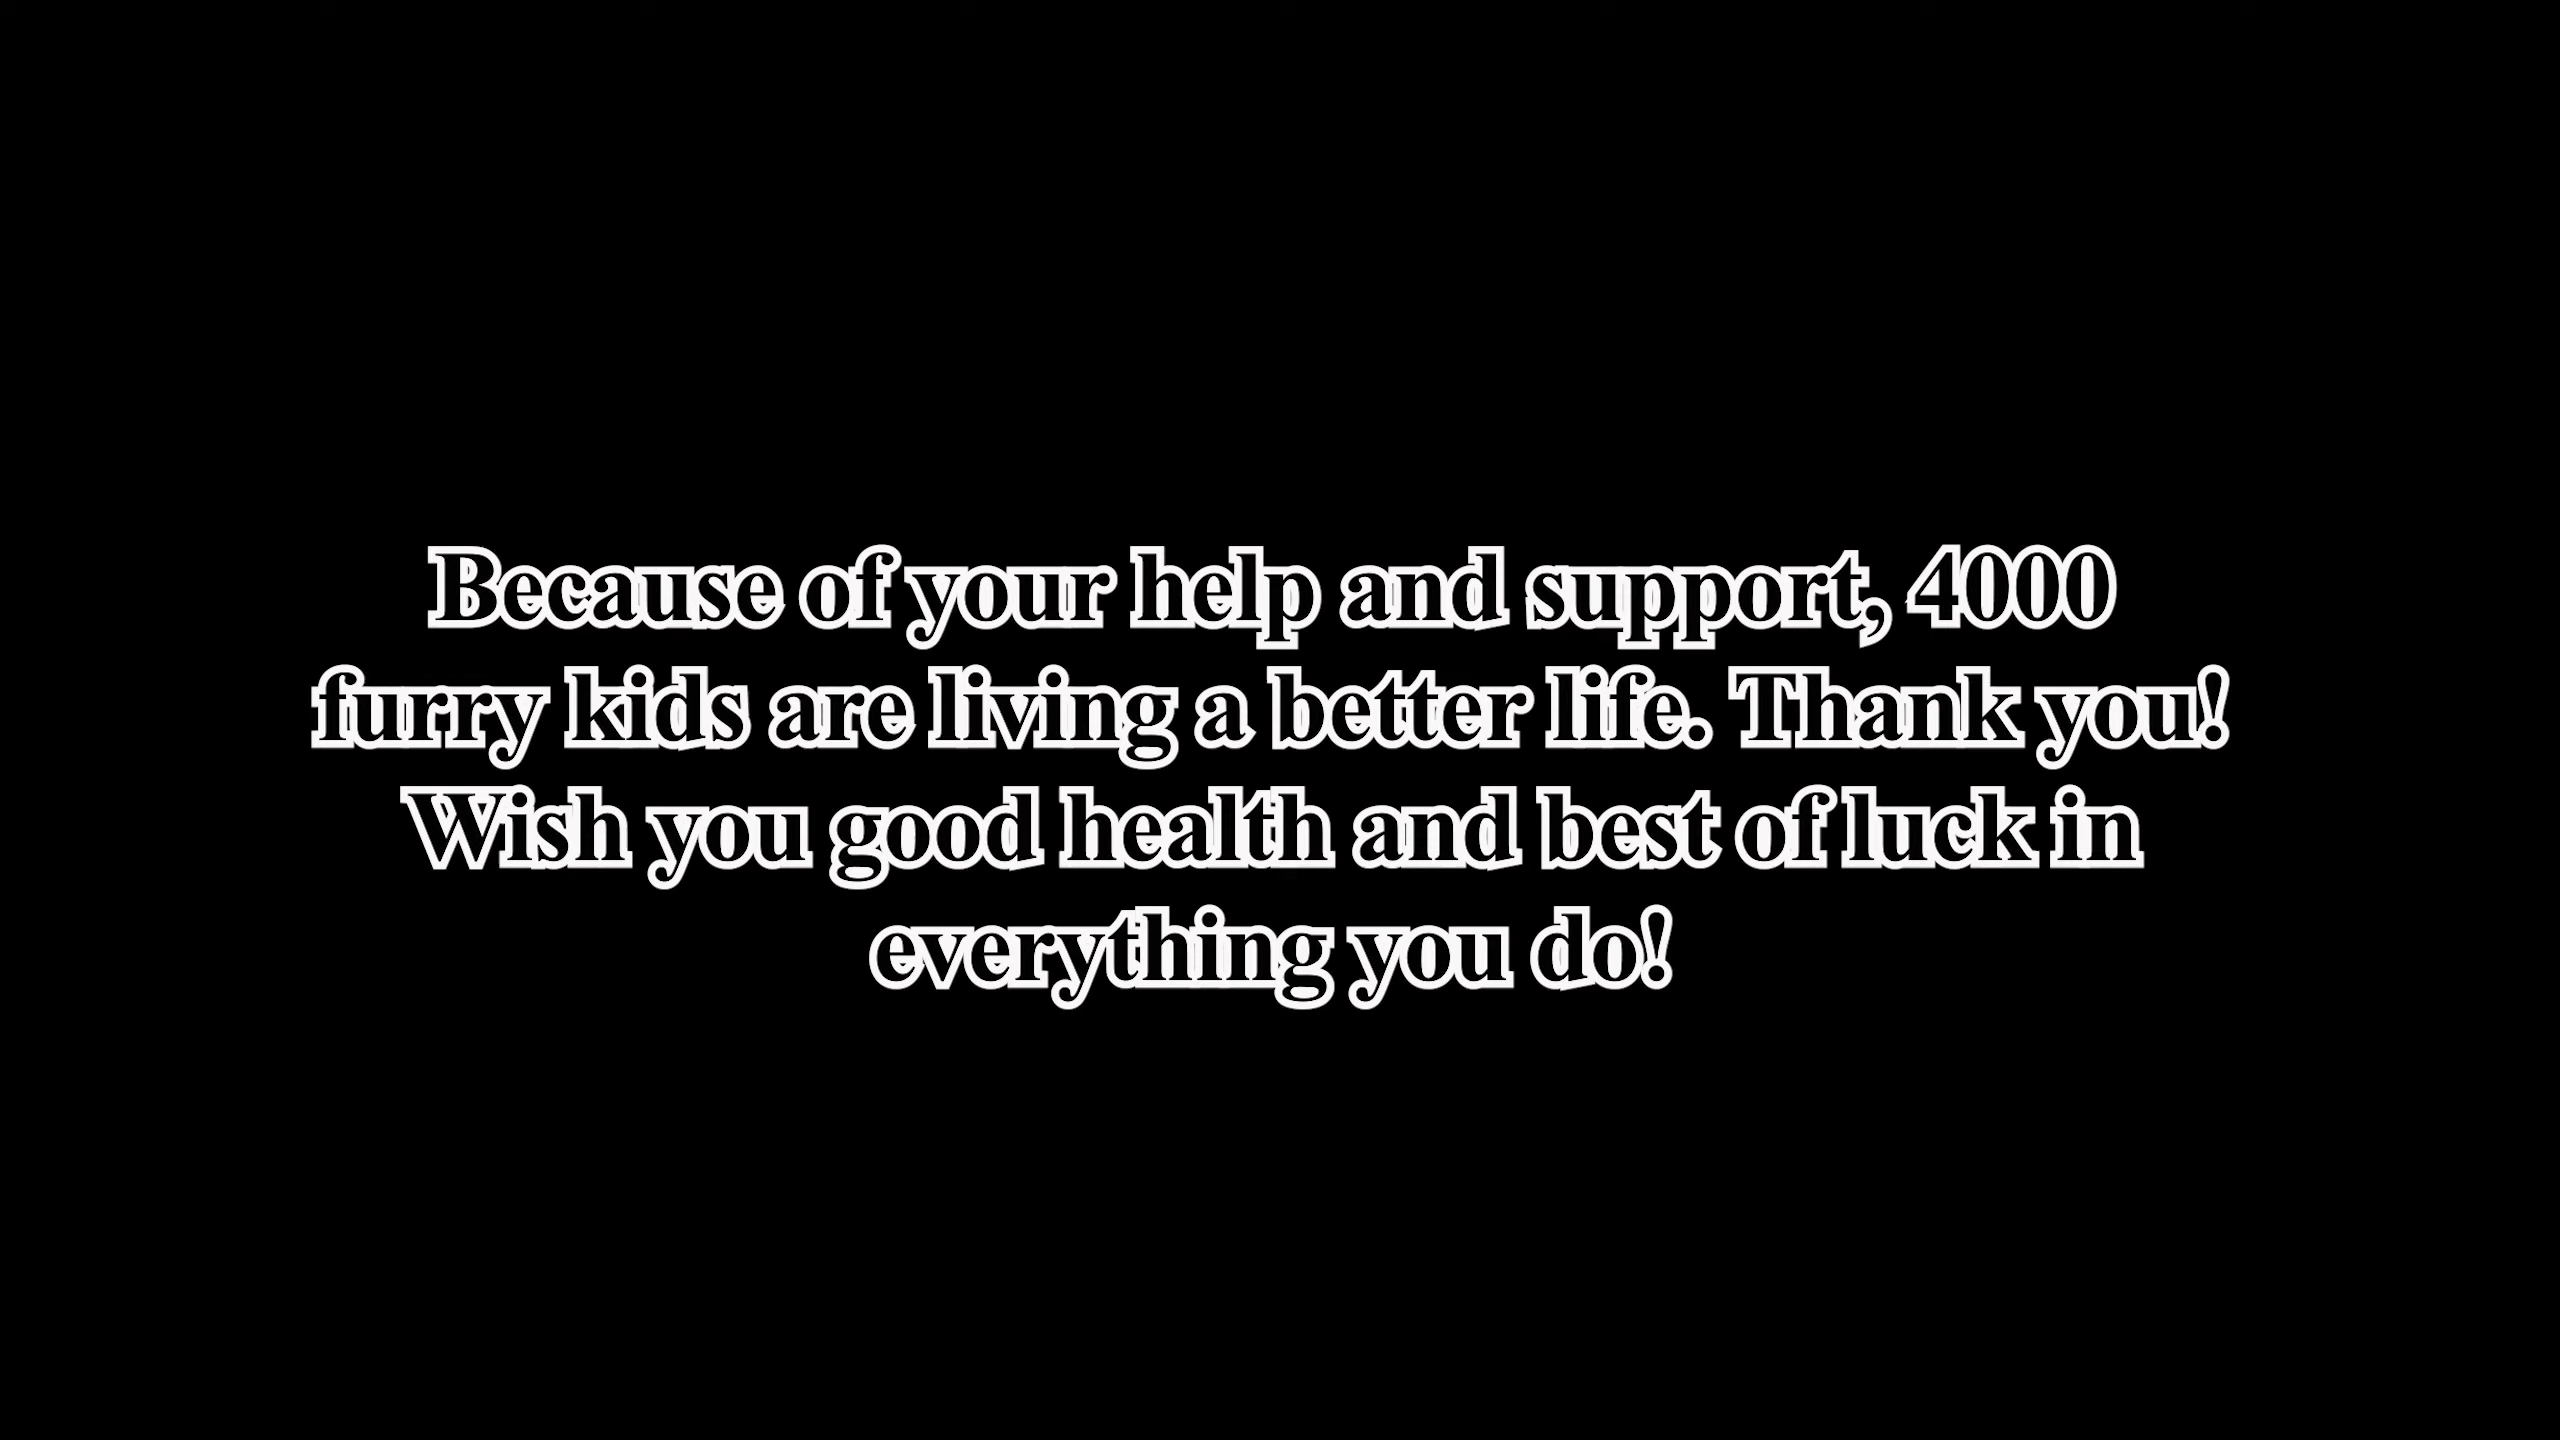 Because of your help and support, 4000
furry kids are living a better life. Thank you!
Wish you good health and best of luck in
everything you do!